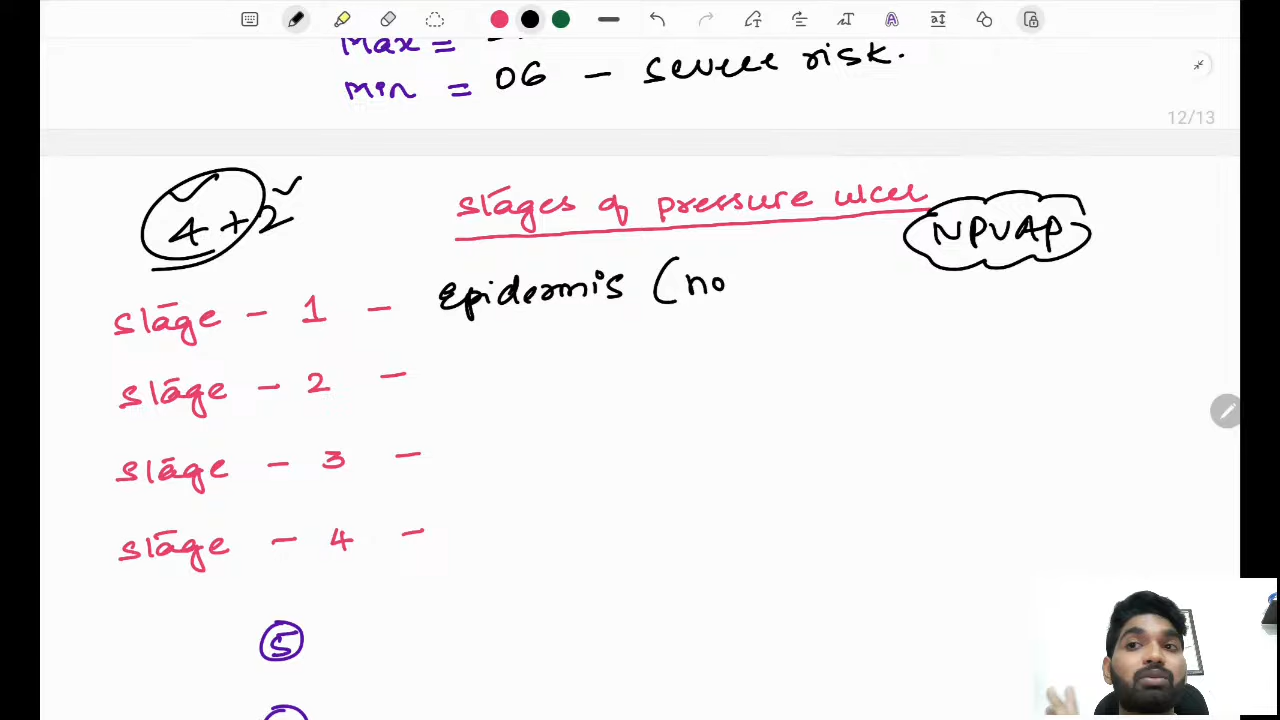 Max =
Min = 06 - severe risk.
12/13
4+2
stages of pressure ulcer
NPUAP
stage - 1 - Epidermis (no
stage - 2 -
stage - 3 -
stage - 4 -
5